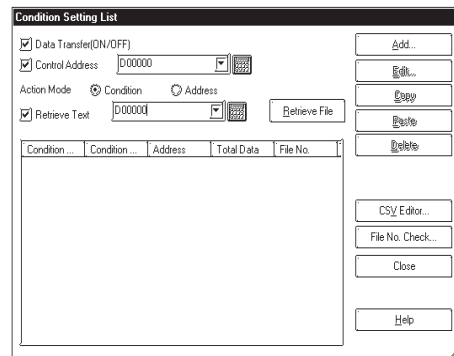 Condition Setting List
Data Transfer(ON/OFF)
Control Address D00000
Action Mode Condition Address
Retrieve Text D00000 Retrieve File
Condition ... Condition ... Address Total Data File No.
Add...
Edit...
Copy
Paste
Delete
CSV Editor...
File No. Check...
Close
Help